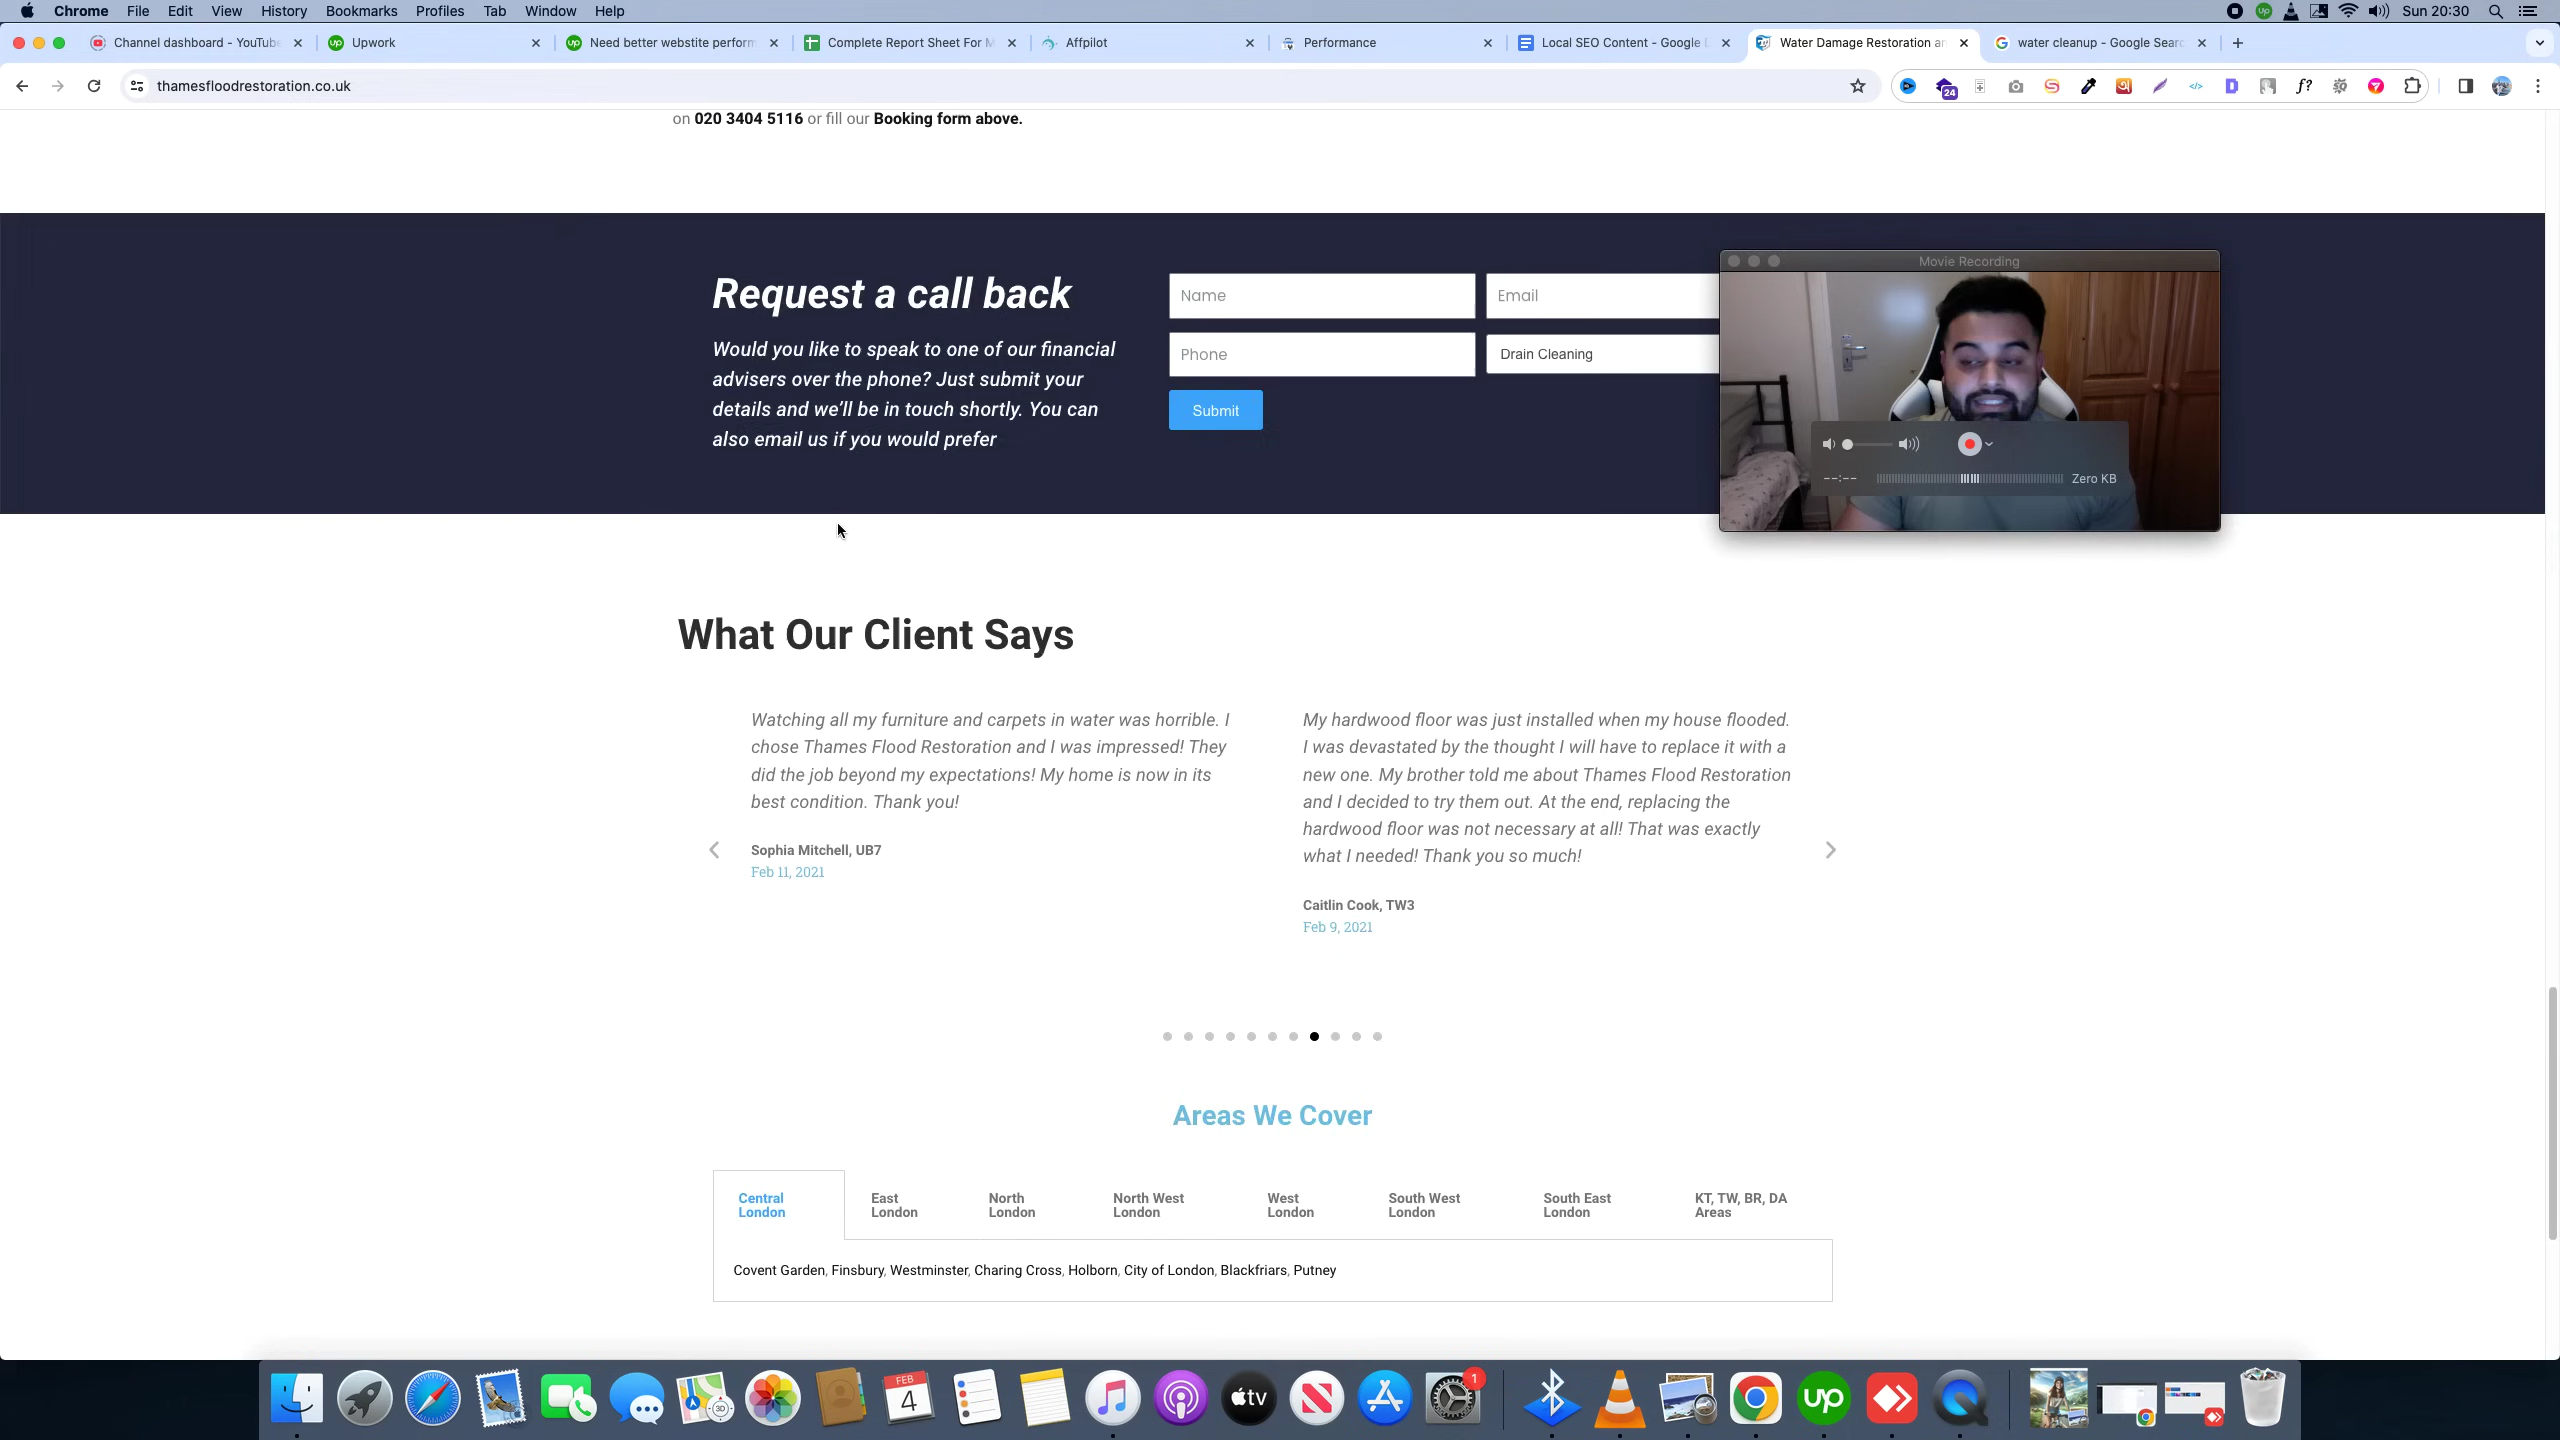 Chrome File Edit View History Bookmarks Profiles Tab Window Help
Up
Sun 20:30
Channel dashboard - YouTube
Upwork
Need better webstite perform
Complete Report Sheet For M
Affpilot
Performance
Local SEO Content - Google
Water Damage Restoration an
water cleanup - Google Searc
thamesfloodrestoration.co.uk
24
f?
on 020 3404 5116 or fill our Booking form above.
Request a call back
Would you like to speak to one of our financial
advisers over the phone? Just submit your
details and we'll be in touch shortly. You can
also email us if you would prefer
Name
Email
Phone
Drain Cleaning
Submit
Movie Recording
--:--
Zero KB
What Our Client Says
Watching all my furniture and carpets in water was horrible. I
chose Thames Flood Restoration and I was impressed! They
did the job beyond my expectations! My home is now in its
best condition. Thank you!
Sophia Mitchell, UB7
Feb 11, 2021
My hardwood floor was just installed when my house flooded.
I was devastated by the thought I will have to replace it with a
new one. My brother told me about Thames Flood Restoration
and I decided to try them out. At the end, replacing the
hardwood floor was not necessary at all! That was exactly
what I needed! Thank you so much!
Caitlin Cook, TW3
Feb 9, 2021
Areas We Cover
Central
London
East
London
North
London
North West
London
West
London
South West
London
South East
London
KT, TW, BR, DA
Areas
Covent Garden, Finsbury, Westminster, Charing Cross, Holborn, City of London, Blackfriars, Putney
3D
FEB
4
tv
1
up